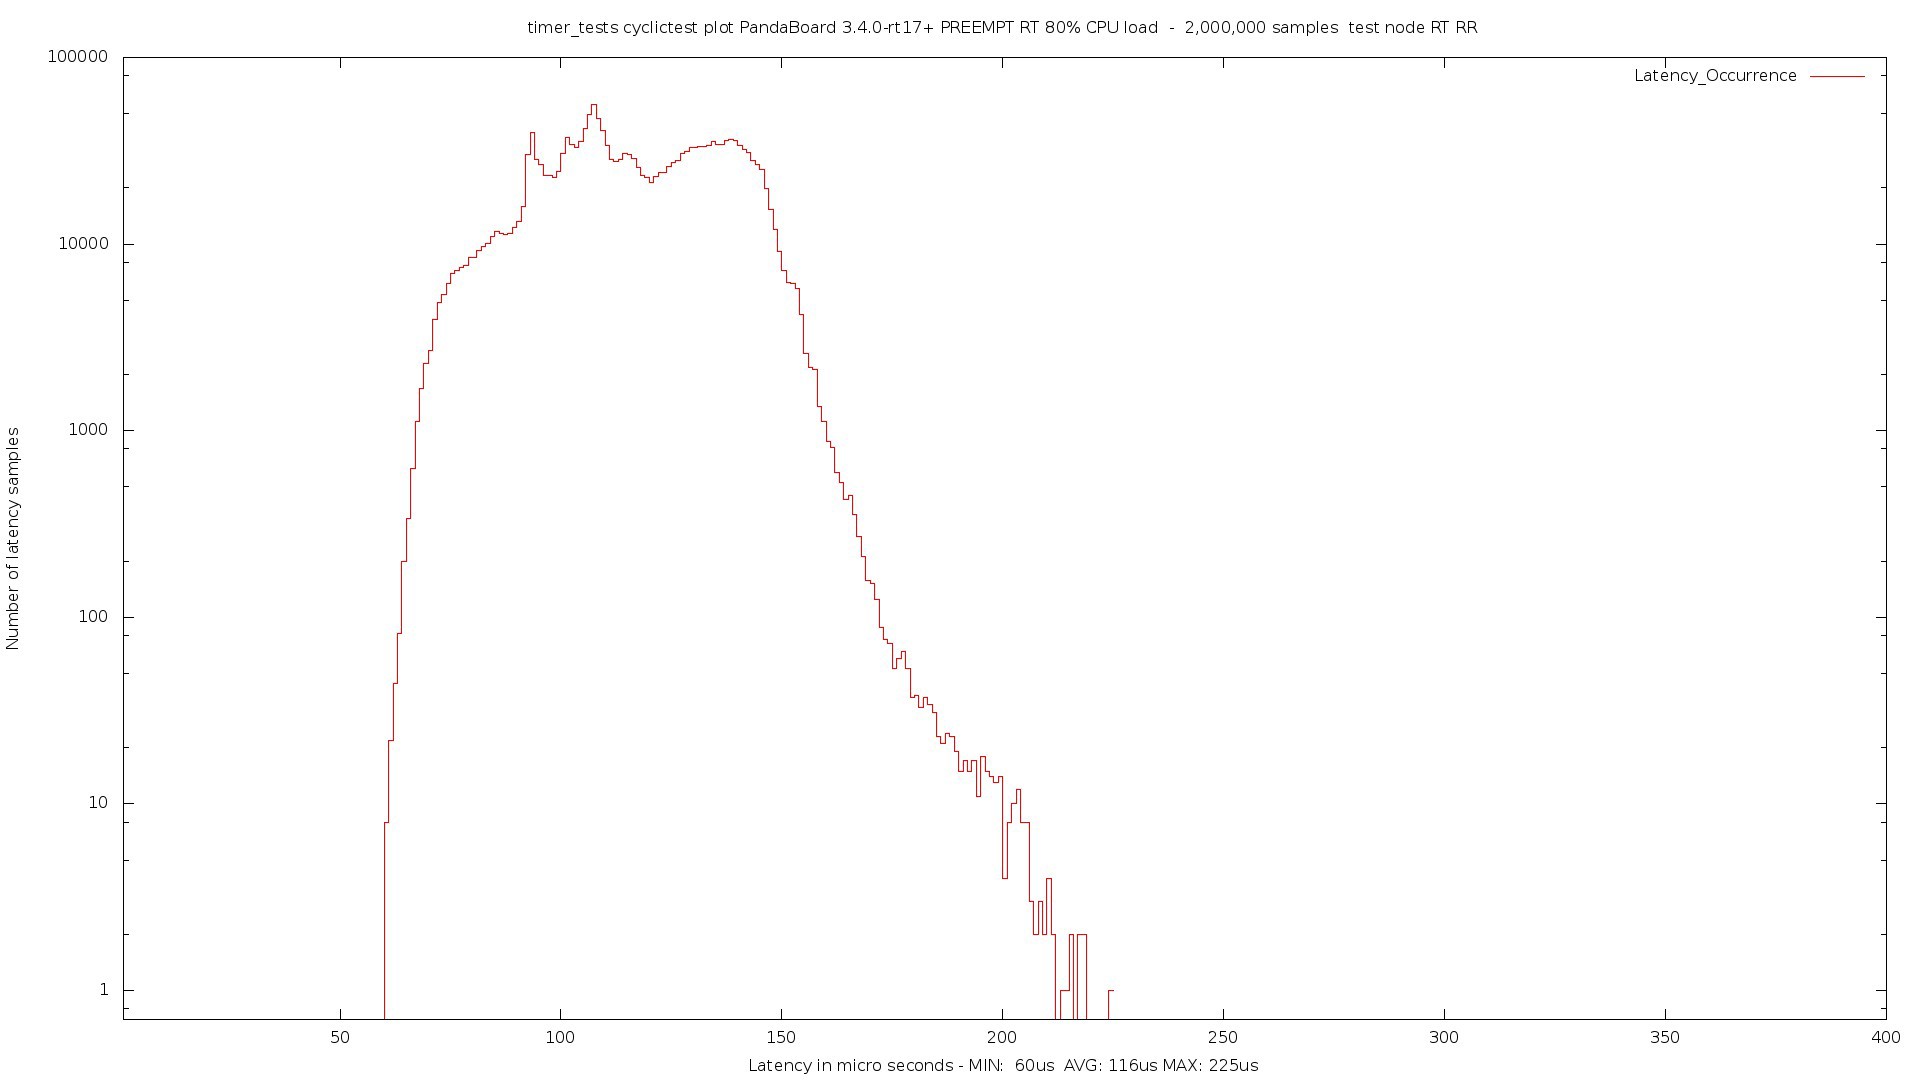 timer_tests cyclictest plot PandaBoard 3.4.0-rt17+ PREEMPT RT 80% CPU load  -  2,000,000 samples  test node RT RR
Latency_Occurrence
100000
10000
1000
100
10
1
Number of latency samples
50 100 150 200 250 300 350 400
Latency in micro seconds - MIN:  60us  AVG: 116us MAX: 225us